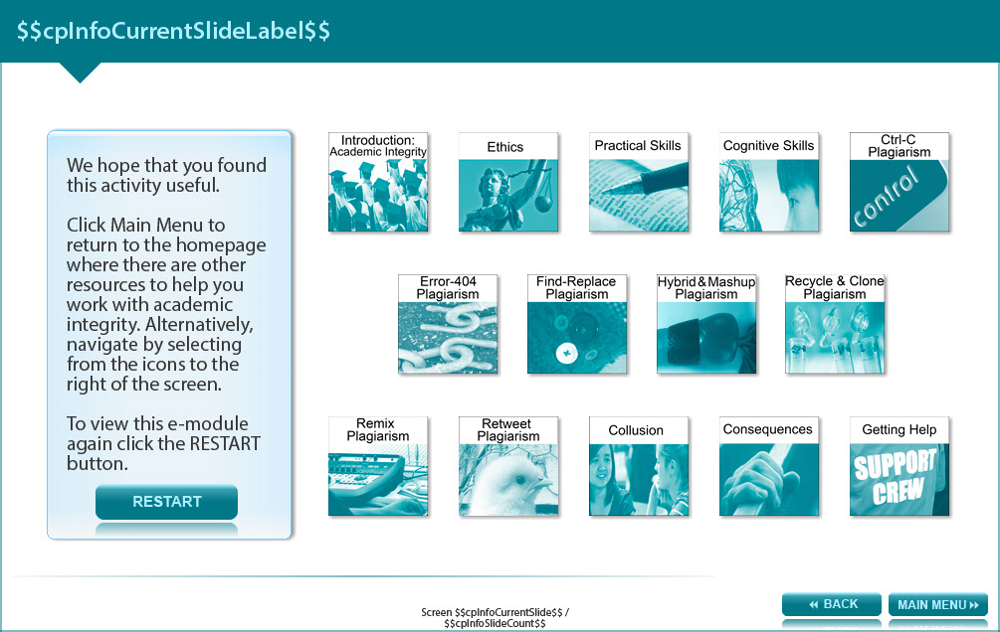 $$cpInfoCurrentSlideLabel$$
We hope that you found
this activity useful.
Click Main Menu to
return to the homepage
where there are other
resources to help you
work with academic
integrity. Alternatively,
navigate by selecting
from the icons to the
right of the screen.
To view this e-module
again click the RESTART
button.
RESTART
Introduction:
Academic Integrity
Ethics
Practical Skills
Cognitive Skills
Ctrl-C
Plagiarism
control
Error-404
Plagiarism
Find-Replace
Plagiarism
Hybrid & Mashup
Plagiarism
Recycle & Clone
Plagiarism
Remix
Plagiarism
Retweet
Plagiarism
Collusion
Consequences
Getting Help
SUPPORT
CREW
Screen $$cpInfoCurrentSlide$$ /
$$cpInfoSlideCount$$
BACK
MAIN MENU